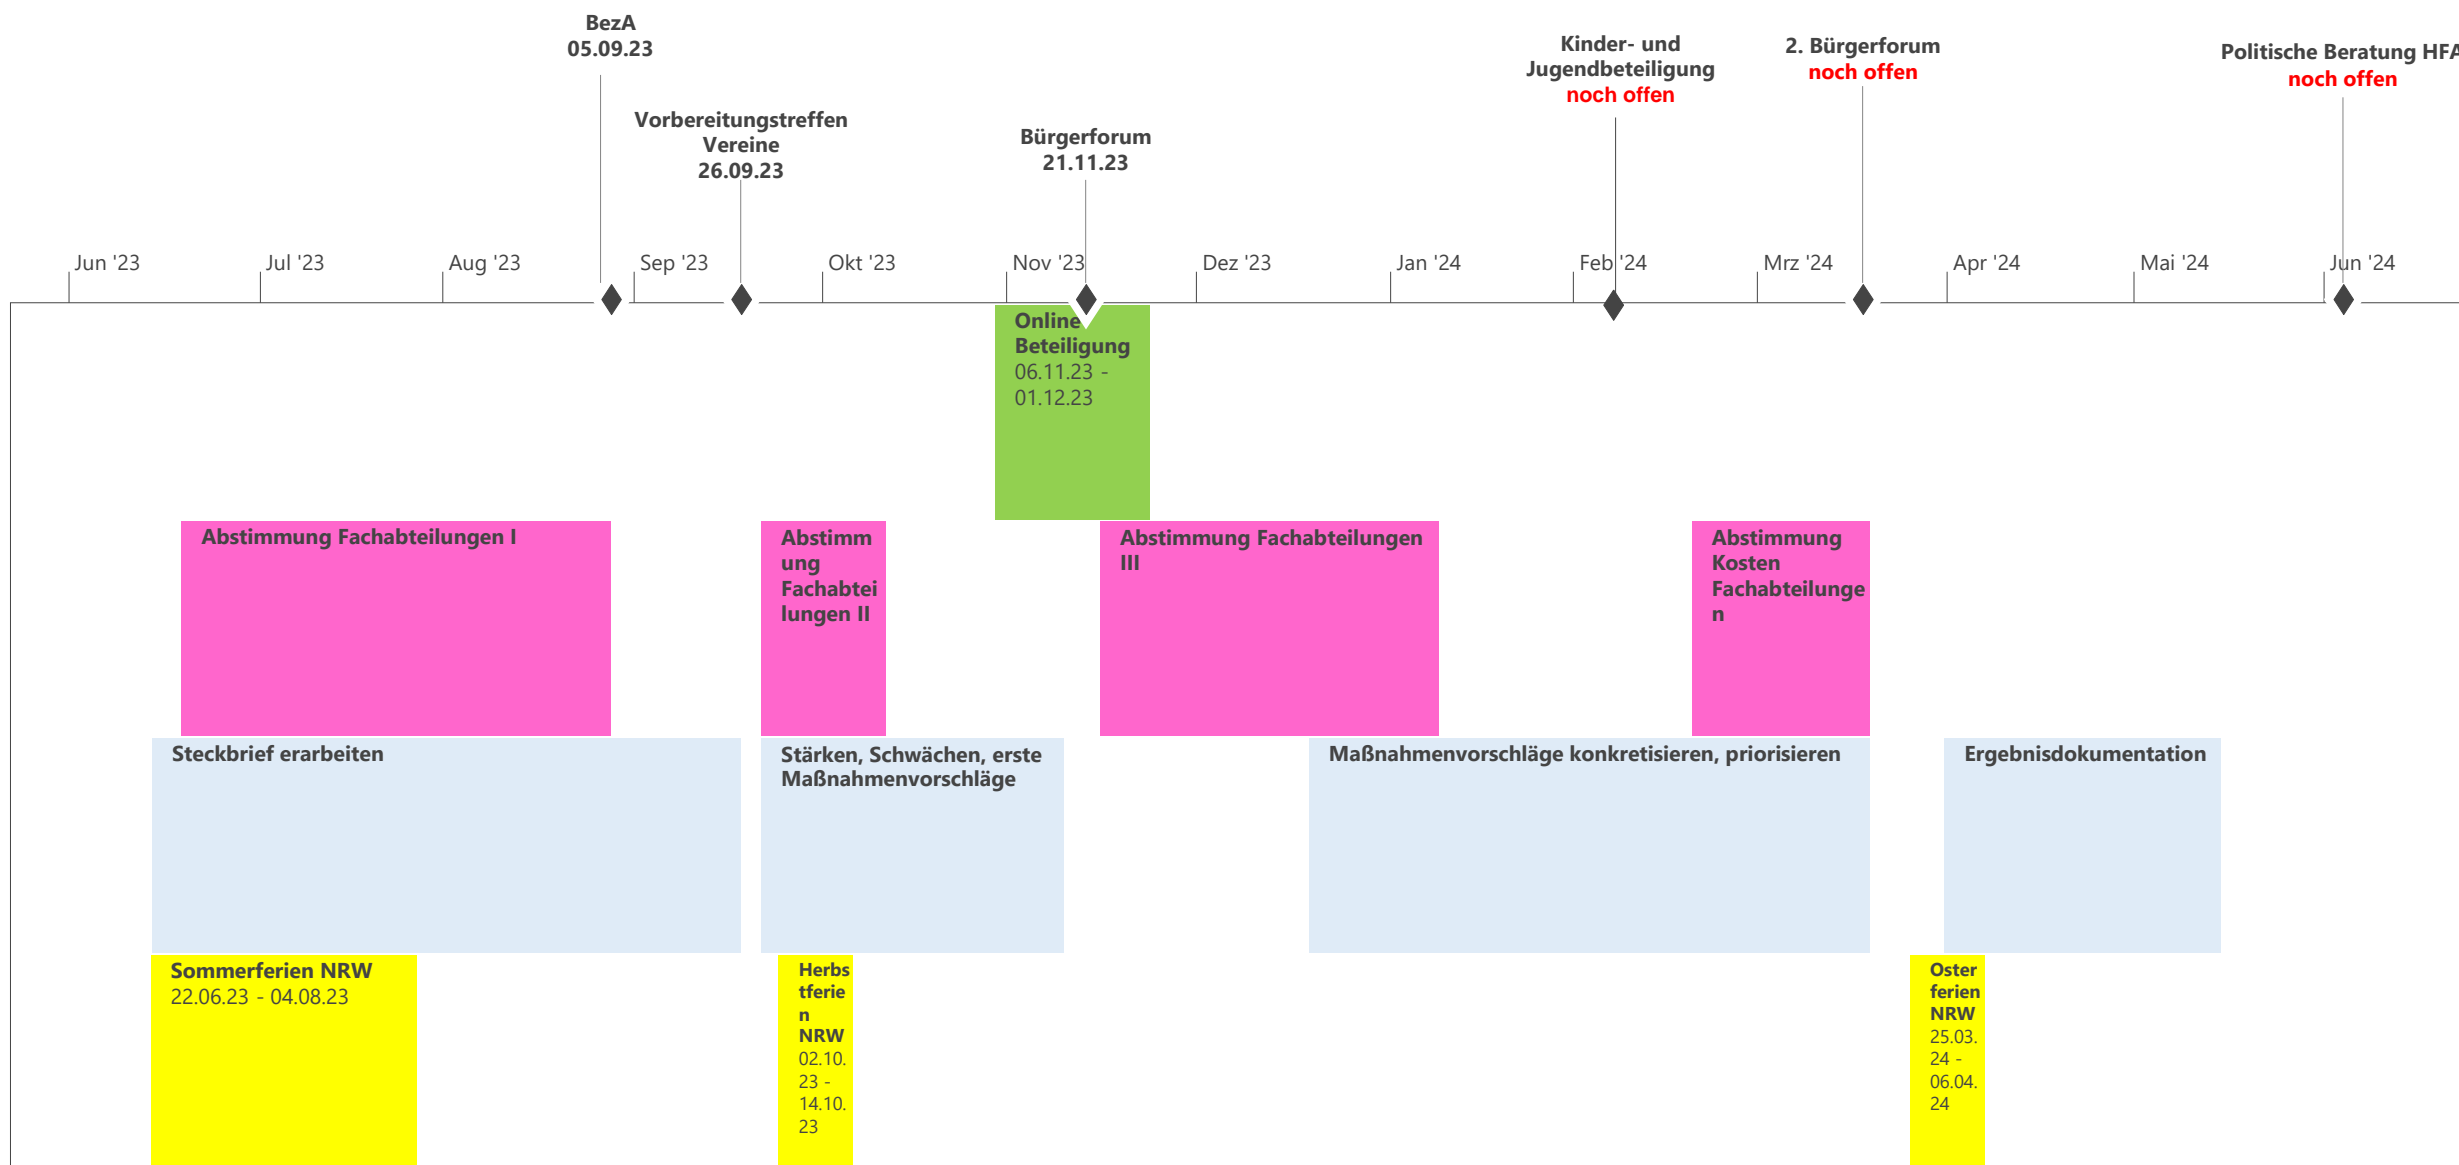 BezA
05.09.23
Vorbereitungstreffen
Vereine
26.09.23
Bürgerforum
21.11.23
Kinder- und
Jugendbeteiligung
noch offen
2. Bürgerforum
noch offen
Politische Beratung HFA
noch offen
Jun '23
Jul '23
Aug '23
Sep '23
Okt '23
Nov '23
Dez '23
Jan '24
Feb '24
Mrz '24
Apr '24
Mai '24
Jun '24
Online
Beteiligung
06.11.23 -
01.12.23
Abstimmung Fachabteilungen I
Abstimm
ung
Fachabtei
lungen II
Abstimmung Fachabteilungen
III
Abstimmung
Kosten
Fachabteilunge
n
Steckbrief erarbeiten
Stärken, Schwächen, erste
Maßnahmenvorschläge
Maßnahmenvorschläge konkretisieren, priorisieren
Ergebnisdokumentation
Sommerferien NRW
22.06.23 - 04.08.23
Herbs
tferie
n
NRW
02.10.
23 -
14.10.
23
Oster
ferien
NRW
25.03.
24 -
06.04.
24